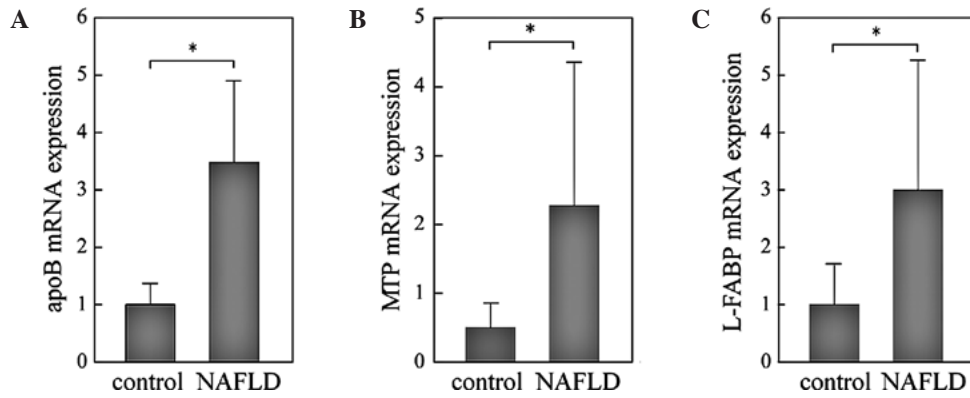 A
apoB mRNA expression
6
5
4
3
2
1
0
*
control NAFLD
B
MTP mRNA expression
5
4
3
2
1
0
*
control NAFLD
C
L-FABP mRNA expression
6
5
4
3
2
1
0
*
control NAFLD